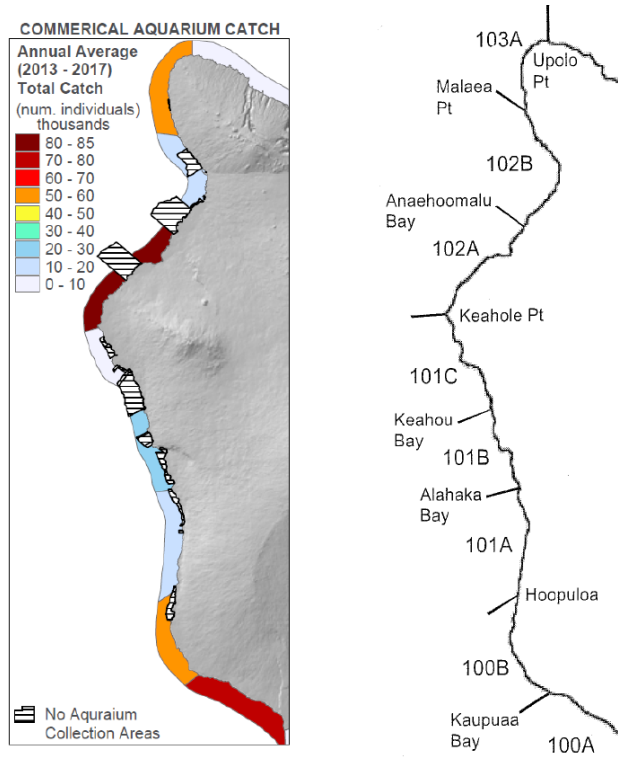 COMMERICAL AQUARIUM CATCH
Annual Average
(2013 - 2017)
Total Catch
(num. individuals)
thousands
80 - 85
70 - 80
60 - 70
50 - 60
40 - 50
30 - 40
20 - 30
10 - 20
0 - 10
No Aquraium
Collection Areas
103A
Upolo
Pt
Malaea
Pt
102B
Anaehoomalu
Bay
102A
Keahole Pt
101C
Keahou
Bay
101B
Alahaka
Bay
101A
Hoopuloa
100B
Kaupuaa
Bay
100A